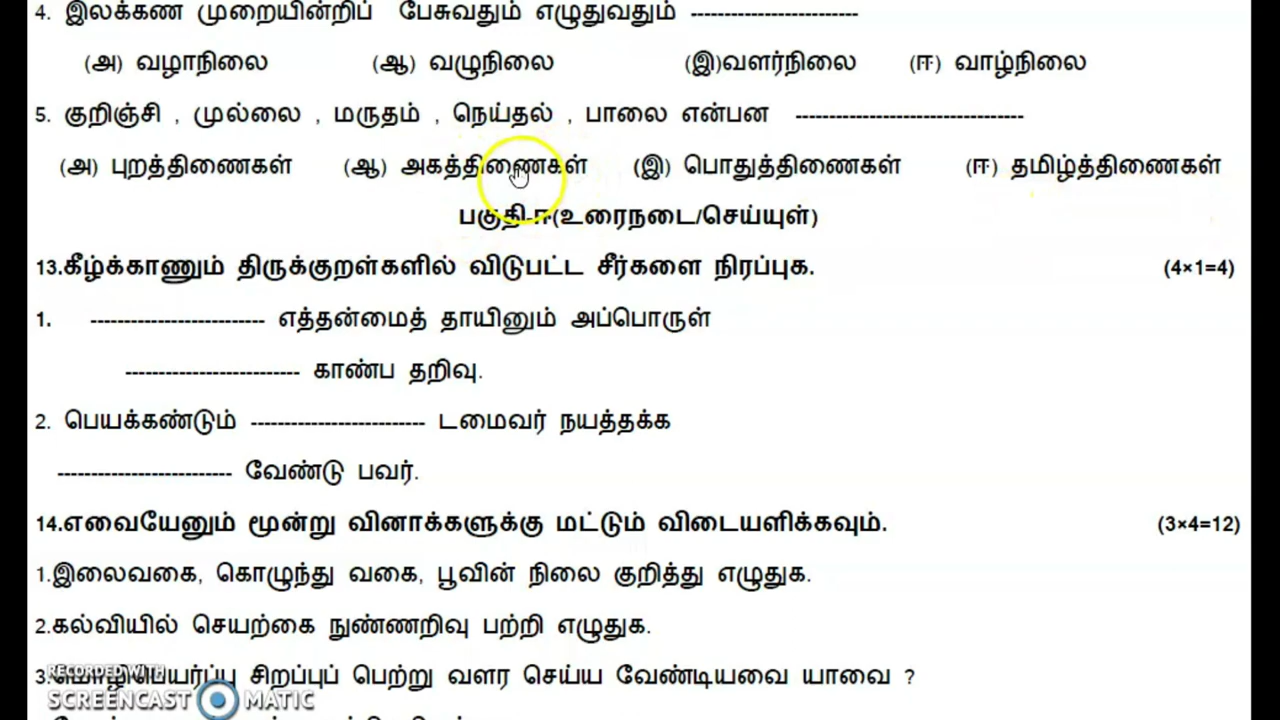 4. இலக்கண முறையின்றிப் பேசுவதும் எழுதுவதும் -------------------------
(அ) வழாநிலை (ஆ) வழுநிலை (இ)வளர்நிலை (ஈ) வாழ்நிலை
5. குறிஞ்சி , முல்லை , மருதம் , நெய்தல் , பாலை என்பன ----------------------------------
(அ) புறத்திணைகள் (ஆ) அகத்திணைகள் (இ) பொதுத்திணைகள் (ஈ) தமிழ்த்திணைகள்
பகுதி-ஈ(உரைநடை/செய்யுள்)
13.கீழ்க்காணும் திருக்குறள்களில் விடுபட்ட சீர்களை நிரப்புக. (4×1=4)
1. -------------------------- எத்தன்மைத் தாயினும் அப்பொருள்
-------------------------- காண்ப தறிவு.
2. பெயக்கண்டும் -------------------------- டமைவர் நயத்தக்க
-------------------------- வேண்டு பவர்.
14.எவையேனும் மூன்று வினாக்களுக்கு மட்டும் விடையளிக்கவும். (3×4=12)
1.இலைவகை, கொழுந்து வகை, பூவின் நிலை குறித்து எழுதுக.
2.கல்வியில் செயற்கை நுண்ணறிவு பற்றி எழுதுக.
3.மொழிபெயர்ப்பு சிறப்புப் பெற்று வளர செய்ய வேண்டியவை யாவை ?
RECORDED WITH
SCREENCAST MATIC